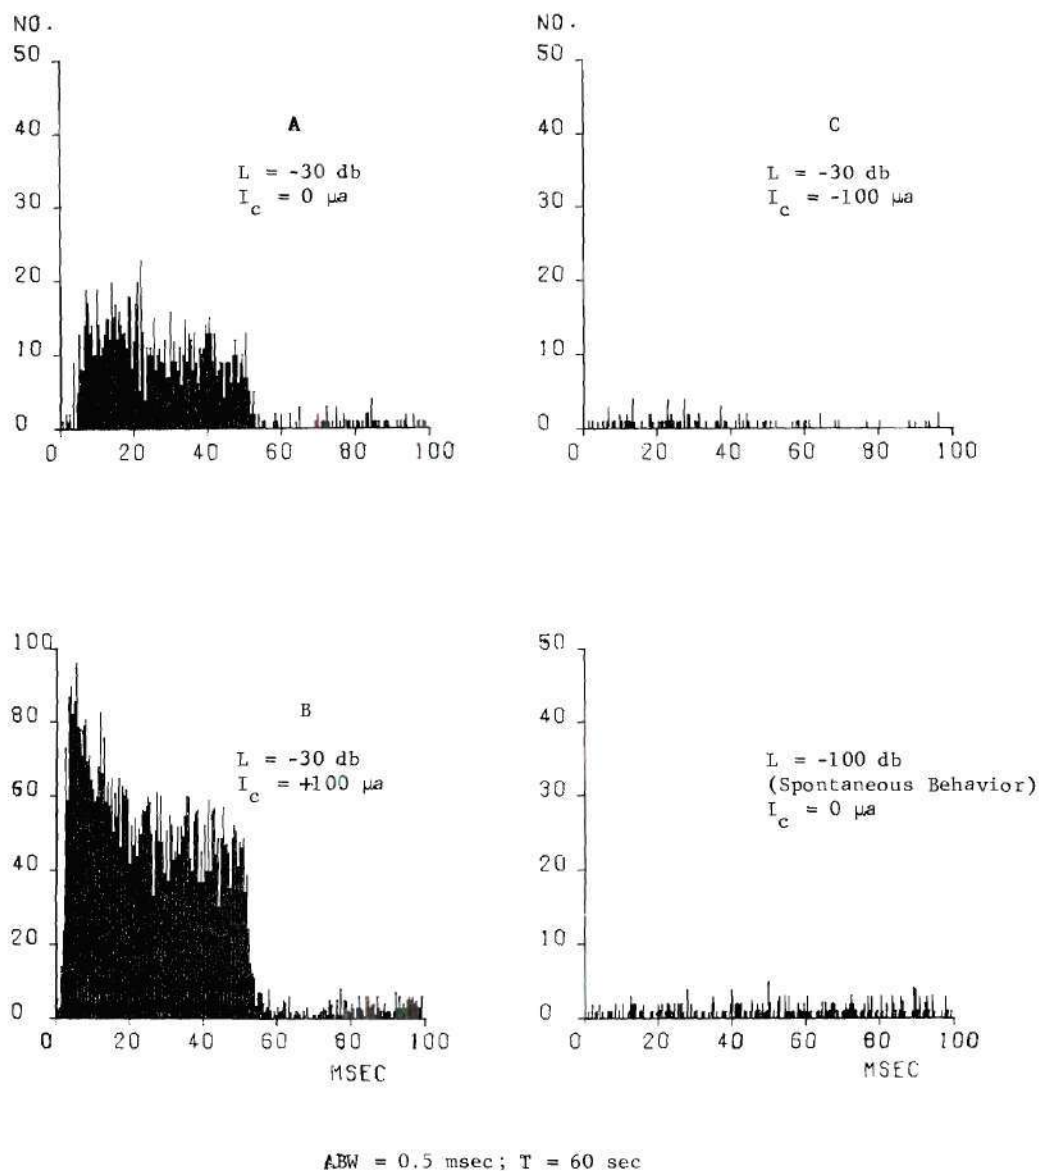 NO.
50
40
30
20
10
0
0 20 40 60 80 100
A
L = -30 db
I_c = 0 μa
NO.
50
40
30
20
10
0
0 20 40 60 80 100
C
L = -30 db
I_c = -100 μa
100
80
60
40
20
0
0 20 40 60 80 100
MSEC
B
L = -30 db
I_c = +100 μa
50
40
30
20
10
0
0 20 40 60 80 100
MSEC
L = -100 db
(Spontaneous Behavior)
I_c = 0 μa
ABW = 0.5 msec; T = 60 sec